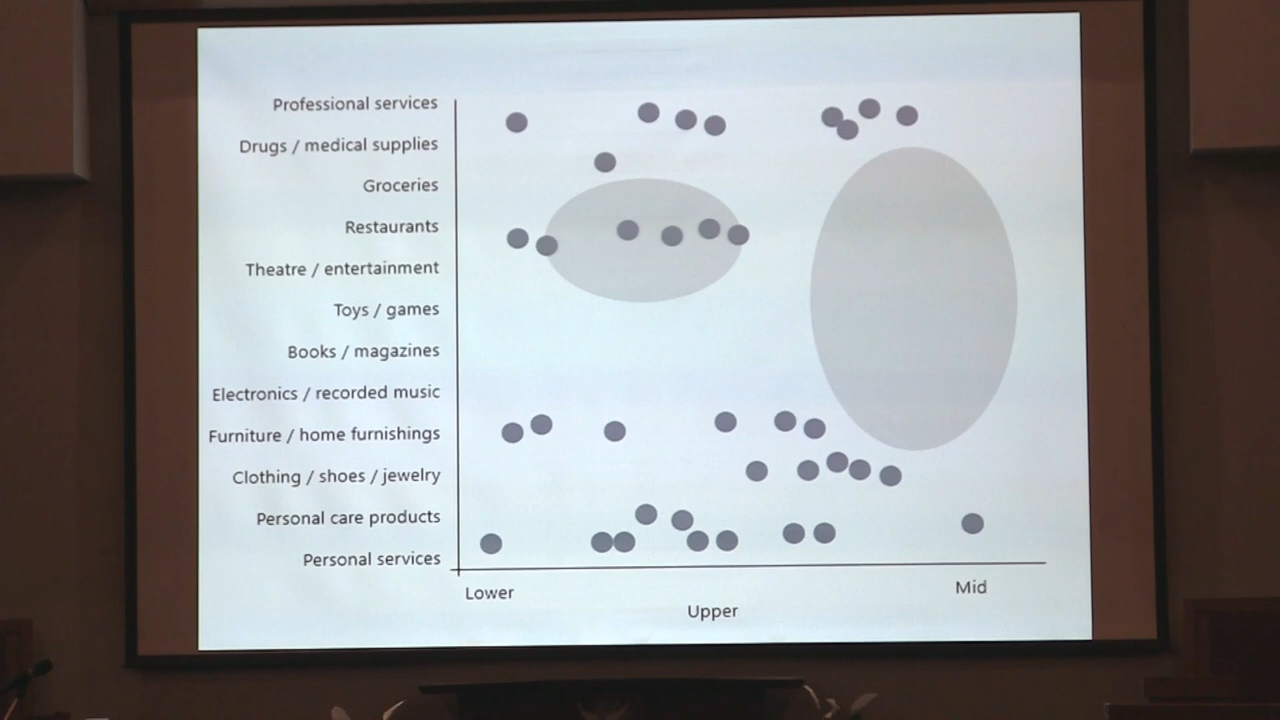 Professional services
Drugs / medical supplies
Groceries
Restaurants
Theatre / entertainment
Toys / games
Books / magazines
Electronics / recorded music
Furniture / home furnishings
Clothing / shoes / jewelry
Personal care products
Personal services
Lower
Mid
Upper